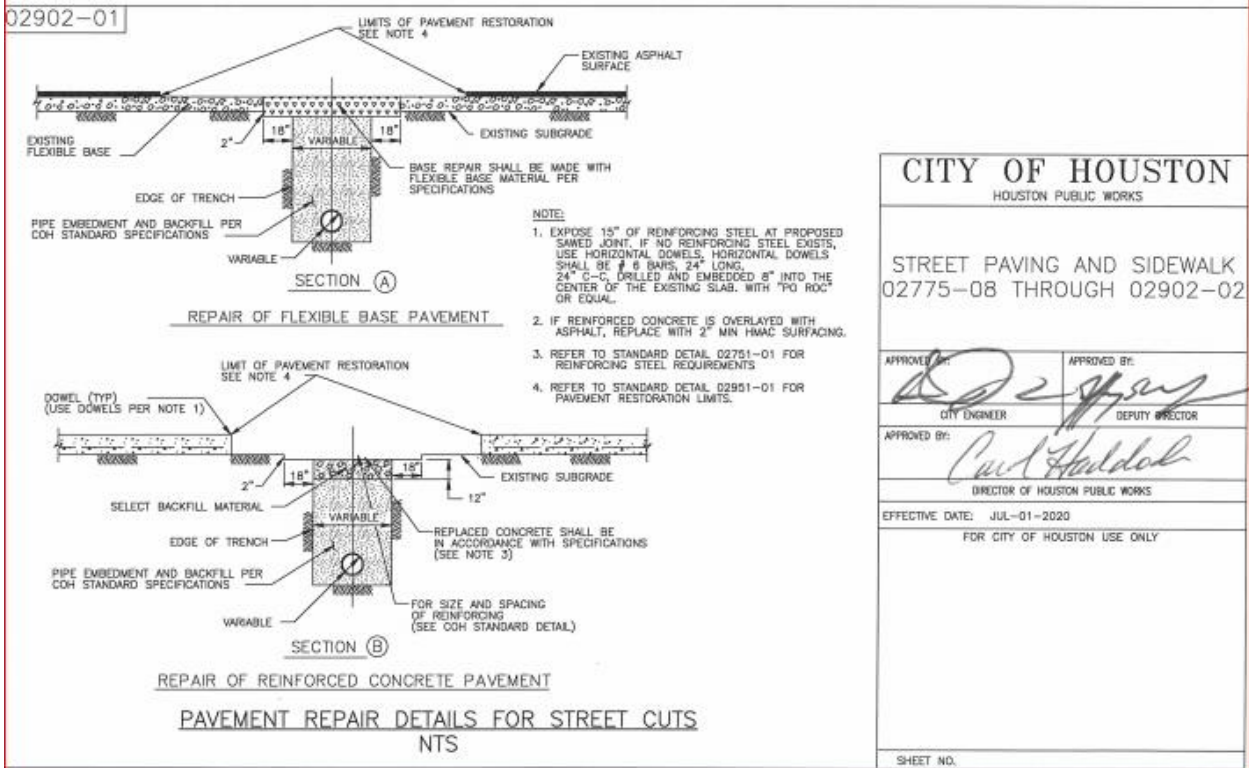 02902-01
LIMITS OF PAVEMENT RESTORATION
SEE NOTE 4
EXISTING ASPHALT
SURFACE
EXISTING
FLEXIBLE BASE
2"
18"
VARIABLE
18"
EXISTING SUBGRADE
BASE REPAIR SHALL BE MADE WITH
FLEXIBLE BASE MATERIAL PER
SPECIFICATIONS
EDGE OF TRENCH
PIPE EMBEDMENT AND BACKFILL PER
COH STANDARD SPECIFICATIONS
VARIABLE
SECTION A
REPAIR OF FLEXIBLE BASE PAVEMENT
NOTE:
1. EXPOSE 15" OF REINFORCING STEEL AT PROPOSED
SAWED JOINT. IF NO REINFORCING STEEL EXISTS,
USE HORIZONTAL DOWELS. HORIZONTAL DOWELS
SHALL BE # 6 BARS, 24" LONG,
24" C-C, DRILLED AND EMBEDDED 8" INTO THE
CENTER OF THE EXISTING SLAB. WITH "PO ROC"
OR EQUAL.
2. IF REINFORCED CONCRETE IS OVERLAYED WITH
ASPHALT, REPLACE WITH 2" MIN HMAC SURFACING.
3. REFER TO STANDARD DETAIL 02751-01 FOR
REINFORCING STEEL REQUIREMENTS
4. REFER TO STANDARD DETAIL 02951-01 FOR
PAVEMENT RESTORATION LIMITS.
LIMIT OF PAVEMENT RESTORATION
SEE NOTE 4
DOWEL (TYP)
(USE DOWELS PER NOTE 1)
2"
18"
18"
EXISTING SUBGRADE
12"
SELECT BACKFILL MATERIAL
VARIABLE
EDGE OF TRENCH
REPLACED CONCRETE SHALL BE
IN ACCORDANCE WITH SPECIFICATIONS
(SEE NOTE 3)
PIPE EMBEDMENT AND BACKFILL PER
COH STANDARD SPECIFICATIONS
VARIABLE
FOR SIZE AND SPACING
OF REINFORCING
(SEE COH STANDARD DETAIL)
SECTION B
REPAIR OF REINFORCED CONCRETE PAVEMENT
PAVEMENT REPAIR DETAILS FOR STREET CUTS
NTS
CITY OF HOUSTON
HOUSTON PUBLIC WORKS
STREET PAVING AND SIDEWALK
02775-08 THROUGH 02902-02
APPROVED BY:
CITY ENGINEER
APPROVED BY:
DEPUTY DIRECTOR
APPROVED BY:
DIRECTOR OF HOUSTON PUBLIC WORKS
EFFECTIVE DATE: JUL-01-2020
FOR CITY OF HOUSTON USE ONLY
SHEET NO.